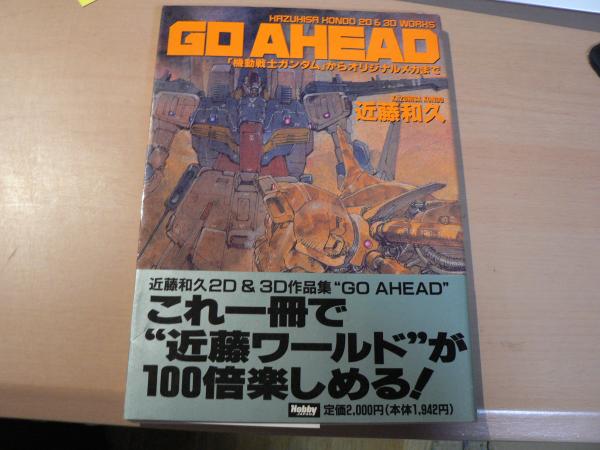 KAZUHISA KONDO 2D & 3D WORKS
GO AHEAD
「機動戦士ガンダム」からオリジナルメカまで
KAZUHISA KONDO
近藤和久
近藤和久2D & 3D作品集“GO AHEAD”
これ一冊で
“近藤ワールド”が
100倍楽しめる!
Hobby
JAPAN
定価2,000円(本体1,942円)